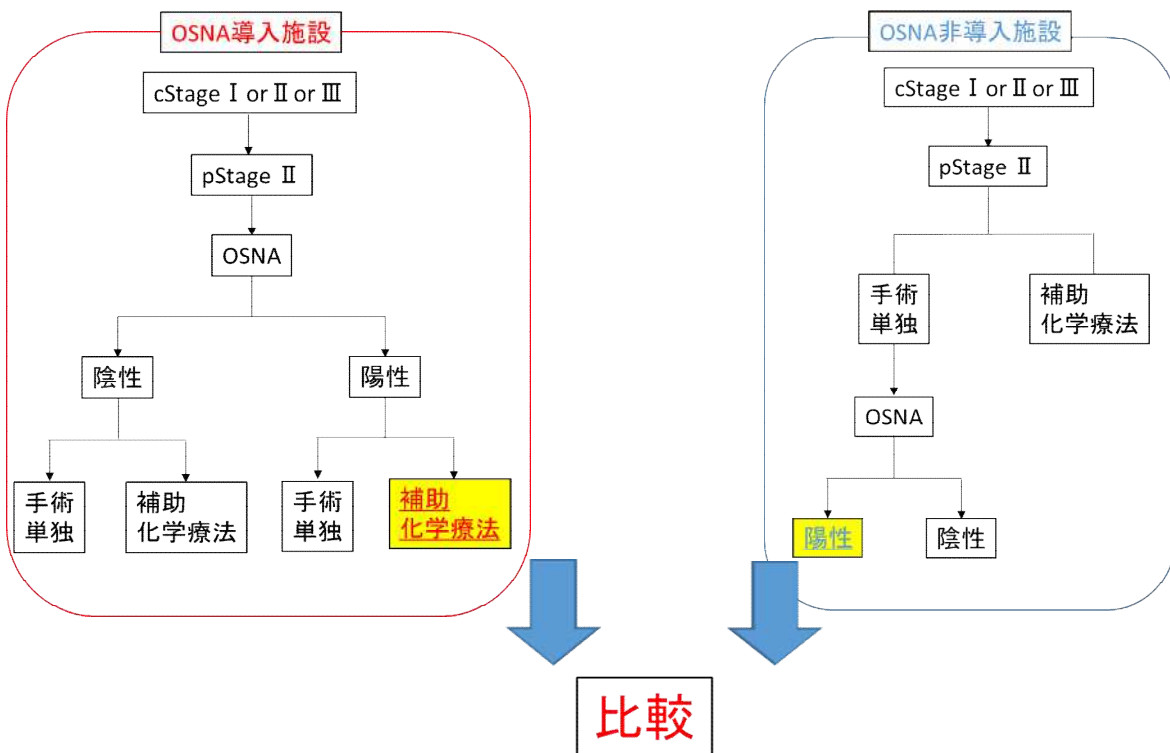 OSNA導入施設
cStage Ⅰ or Ⅱ or Ⅲ
pStage Ⅱ
OSNA
陰性
陽性
手術
単独
補助
化学療法
手術
単独
補助
化学療法
OSNA非導入施設
cStage Ⅰ or Ⅱ or Ⅲ
pStage Ⅱ
手術
単独
補助
化学療法
OSNA
陽性
陰性
比較